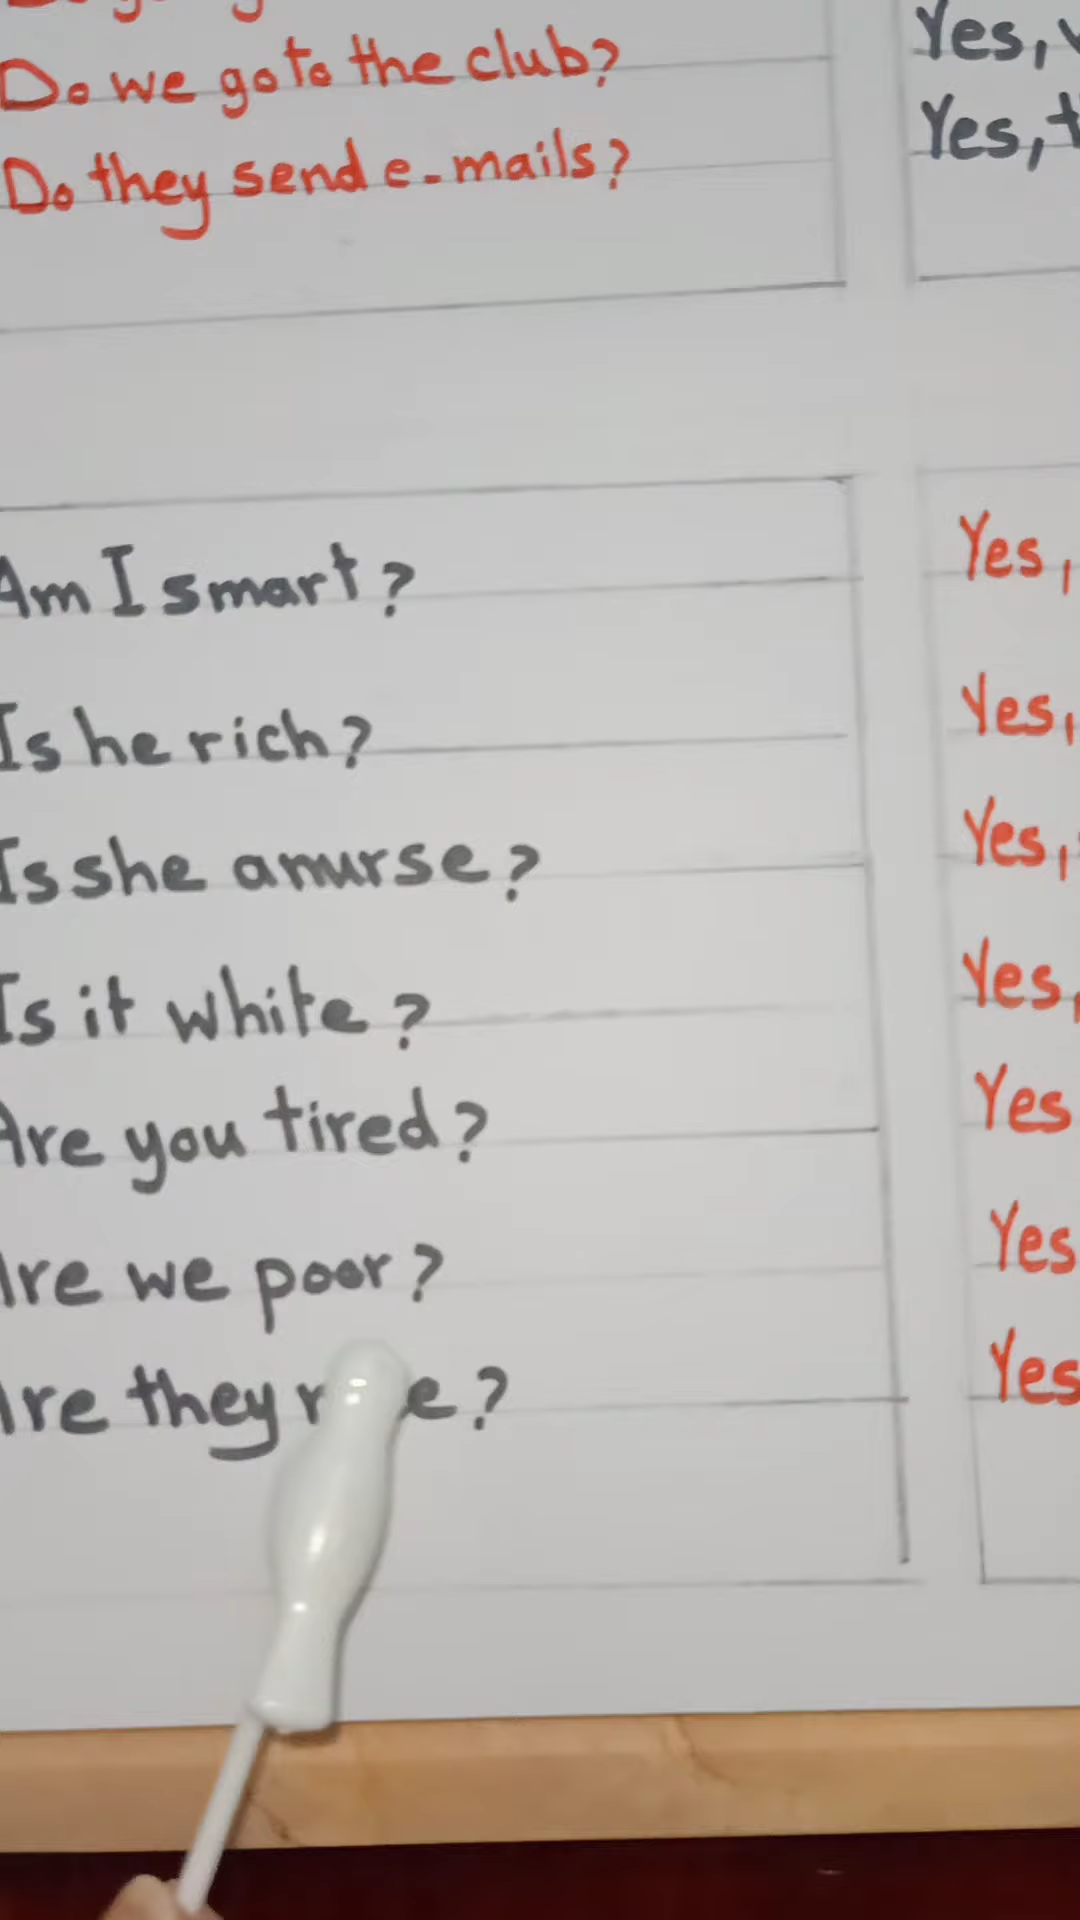 Do we go to the club?
Do they send e-mails?
Yes,
Yes,
Am I smart?
Is he rich?
Is she a nurse?
Is it white?
Are you tired?
Are we poor?
Are they ?
Yes,
Yes,
Yes,
Yes,
Yes
Yes
Yes